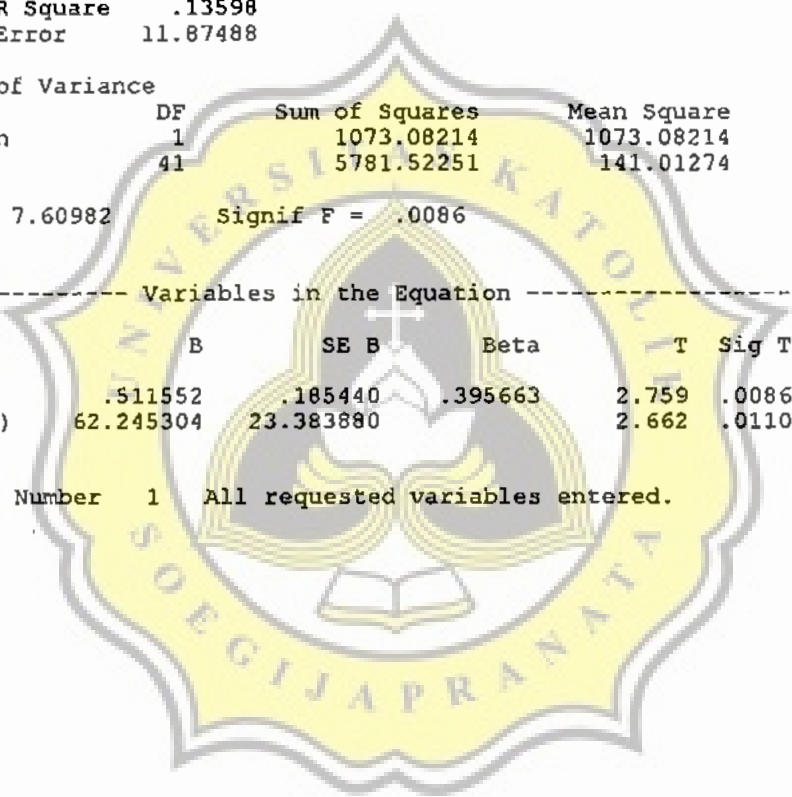 R Square .13598
Error 11.87488
of Variance
DF Sum of Squares Mean Square
n 1 1073.08214 1073.08214
41 5781.52251 141.01274
7.60982 Signif F = .0086
---------- Variables in the Equation ----------------------
B SE B Beta T Sig T
.511552 .185440 .395663 2.759 .0086
) 62.245304 23.383880 2.662 .0110
Number 1 All requested variables entered.
UNIVERSITAS KATOLIK
SOEGIJAPRANATA